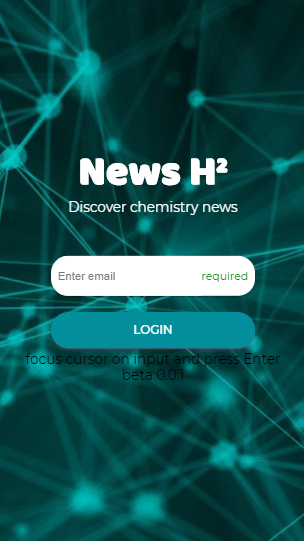 News H²
Discover chemistry news
Enter email
required
LOGIN
focus cursor on input and press Enter
beta 0.0.1